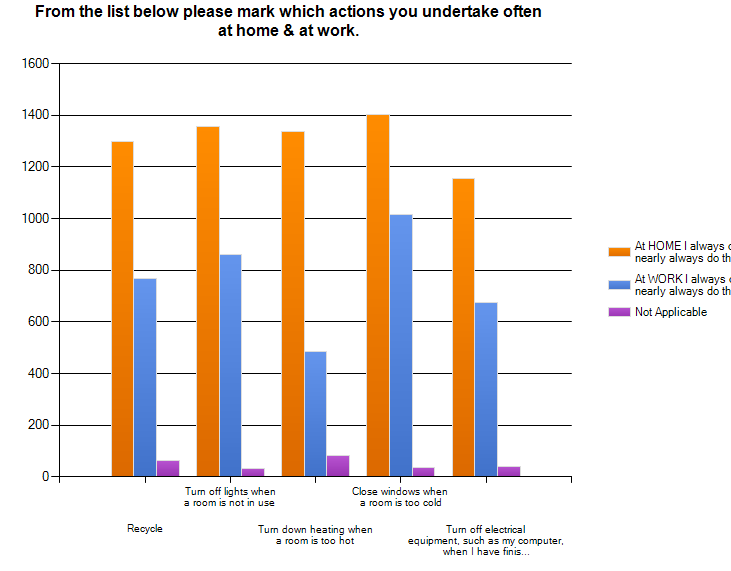 From the list below please mark which actions you undertake often
at home & at work.
1600
1400
1200
1000
800
600
400
200
0
Recycle
Turn off lights when
a room is not in use
Turn down heating when
a room is too hot
Close windows when
a room is too cold
Turn off electrical
equipment, such as my computer,
when I have finis...
At HOME I always
nearly always do
At WORK I always
nearly always do
Not Applicable